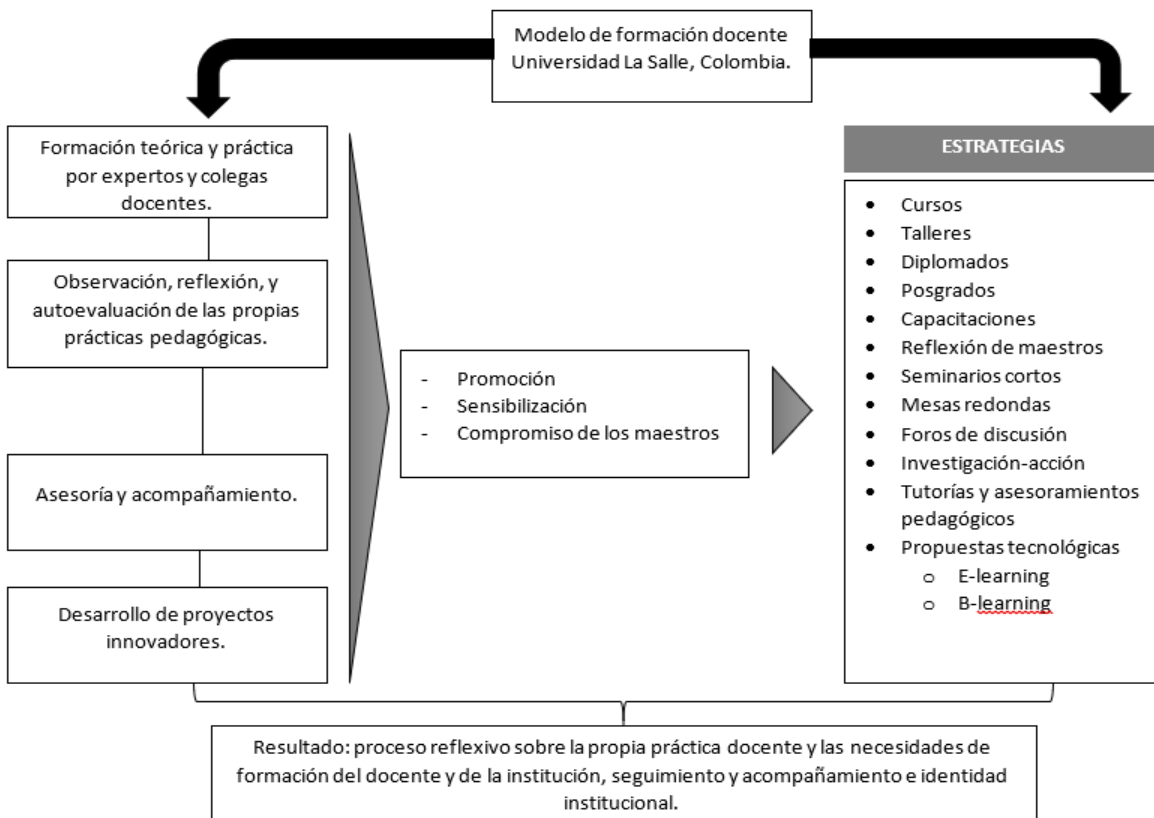 Modelo de formación docente
Universidad La Salle, Colombia.
Formación teórica y práctica
por expertos y colegas
docentes.
Observación, reflexión, y
autoevaluación de las propias
prácticas pedagógicas.
Asesoría y acompañamiento.
Desarrollo de proyectos
innovadores.
- Promoción
- Sensibilización
- Compromiso de los maestros
ESTRATEGIAS
• Cursos
• Talleres
• Diplomados
• Posgrados
• Capacitaciones
• Reflexión de maestros
• Seminarios cortos
• Mesas redondas
• Foros de discusión
• Investigación-acción
• Tutorías y asesoramientos
pedagógicos
• Propuestas tecnológicas
o E-learning
o B-learning
Resultado: proceso reflexivo sobre la propia práctica docente y las necesidades de
formación del docente y de la institución, seguimiento y acompañamiento e identidad
institucional.